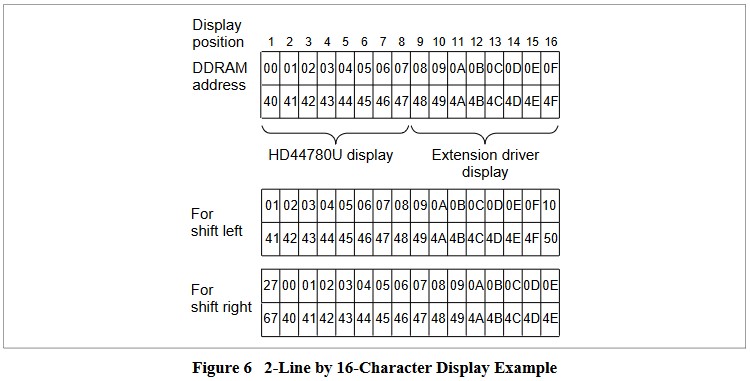 Display
position
1 2 3 4 5 6 7 8 9 10 11 12 13 14 15 16
DDRAM
address
00 01 02 03 04 05 06 07 08 09 0A 0B 0C 0D 0E 0F
40 41 42 43 44 45 46 47 48 49 4A 4B 4C 4D 4E 4F
HD44780U display
Extension driver
display
For
shift left
01 02 03 04 05 06 07 08 09 0A 0B 0C 0D 0E 0F 10
41 42 43 44 45 46 47 48 49 4A 4B 4C 4D 4E 4F 50
For
shift right
27 00 01 02 03 04 05 06 07 08 09 0A 0B 0C 0D 0E
67 40 41 42 43 44 45 46 47 48 49 4A 4B 4C 4D 4E
Figure 6 2-Line by 16-Character Display Example